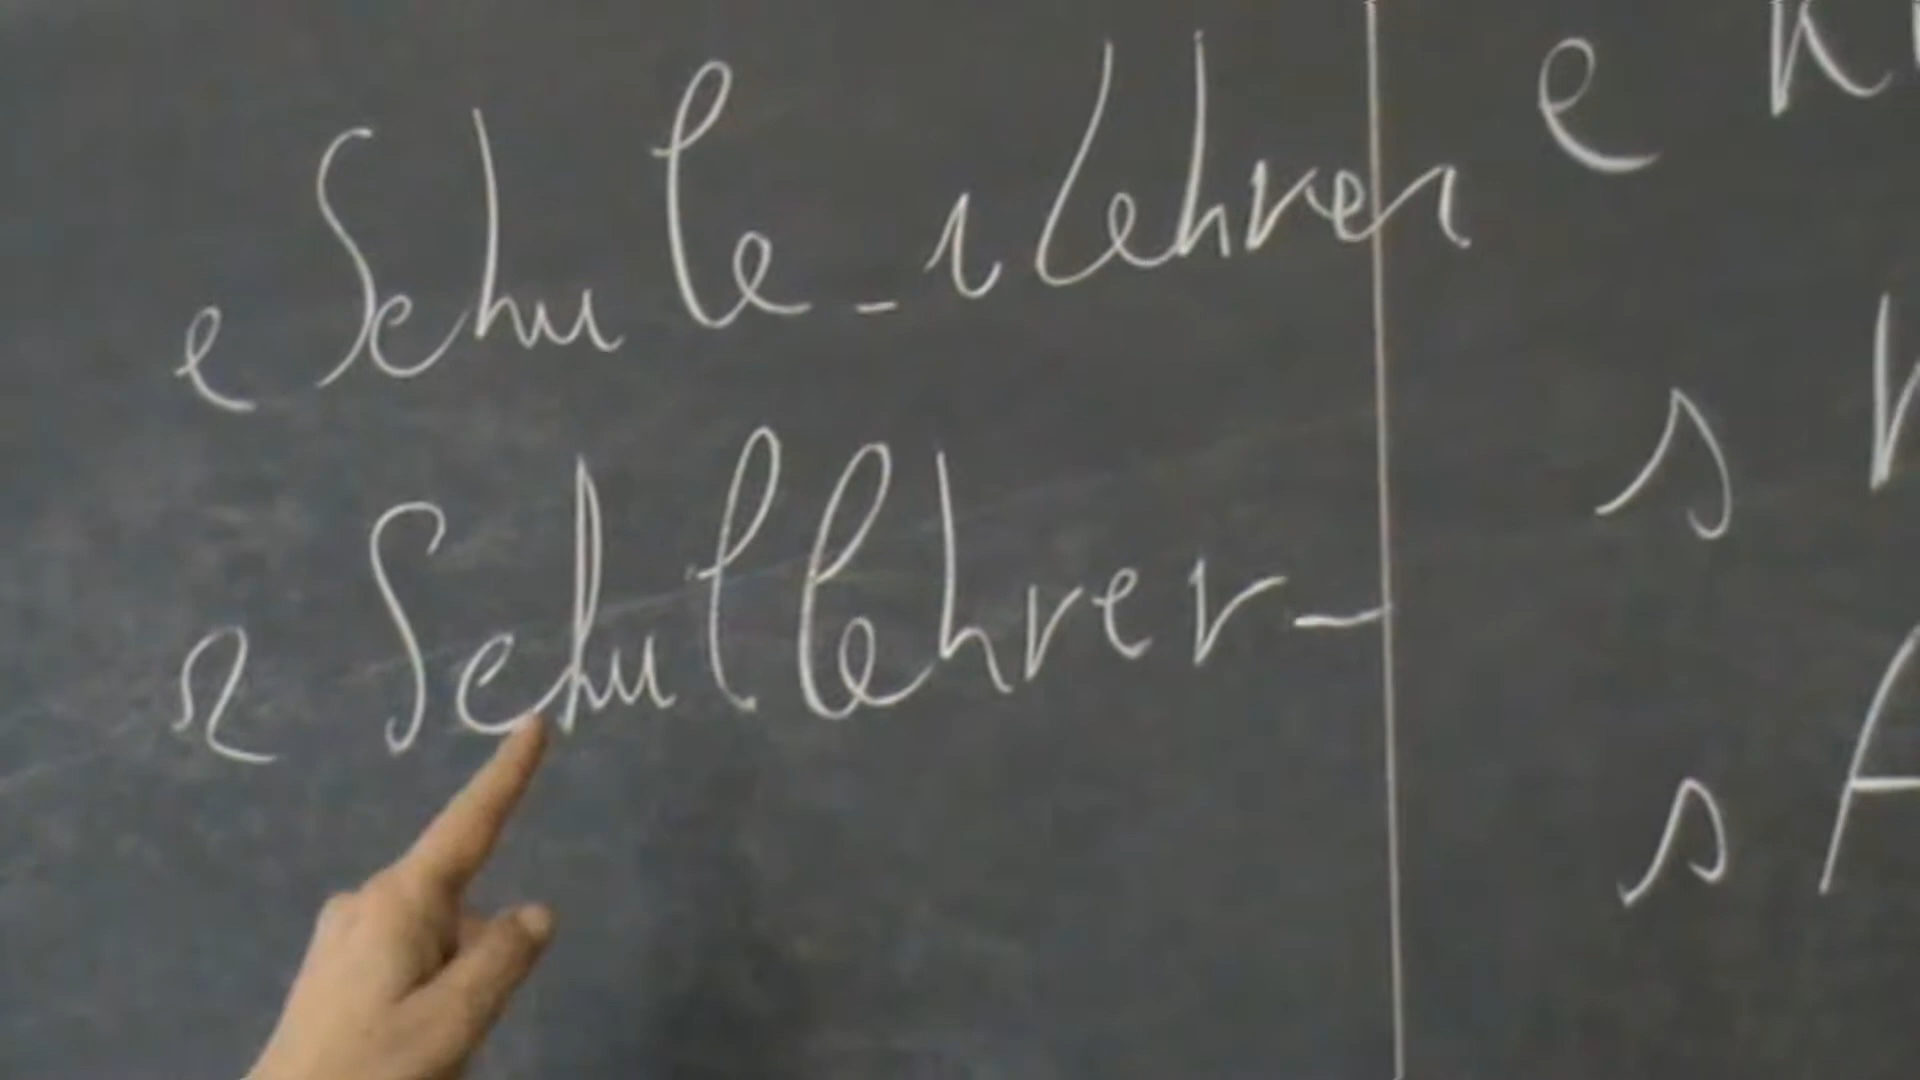 e Schule - r Lehrer
r Schullehrer -
e
s
s A